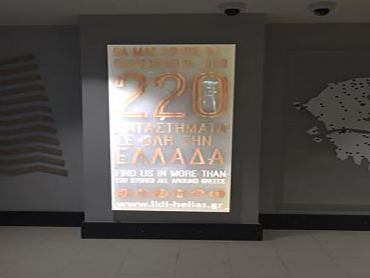 ΘΑ ΜΑΣ ΒΡΕΙΤΕ ΣΕ
220
ΚΑΤΑΣΤΗΜΑΤΑ
ΣΕ ΟΛΗ ΤΗΝ
ΕΛΛΑΔΑ
FIND US IN MORE THAN
220 STORES ALL AROUND GREECE
www.lidl-hellas.gr